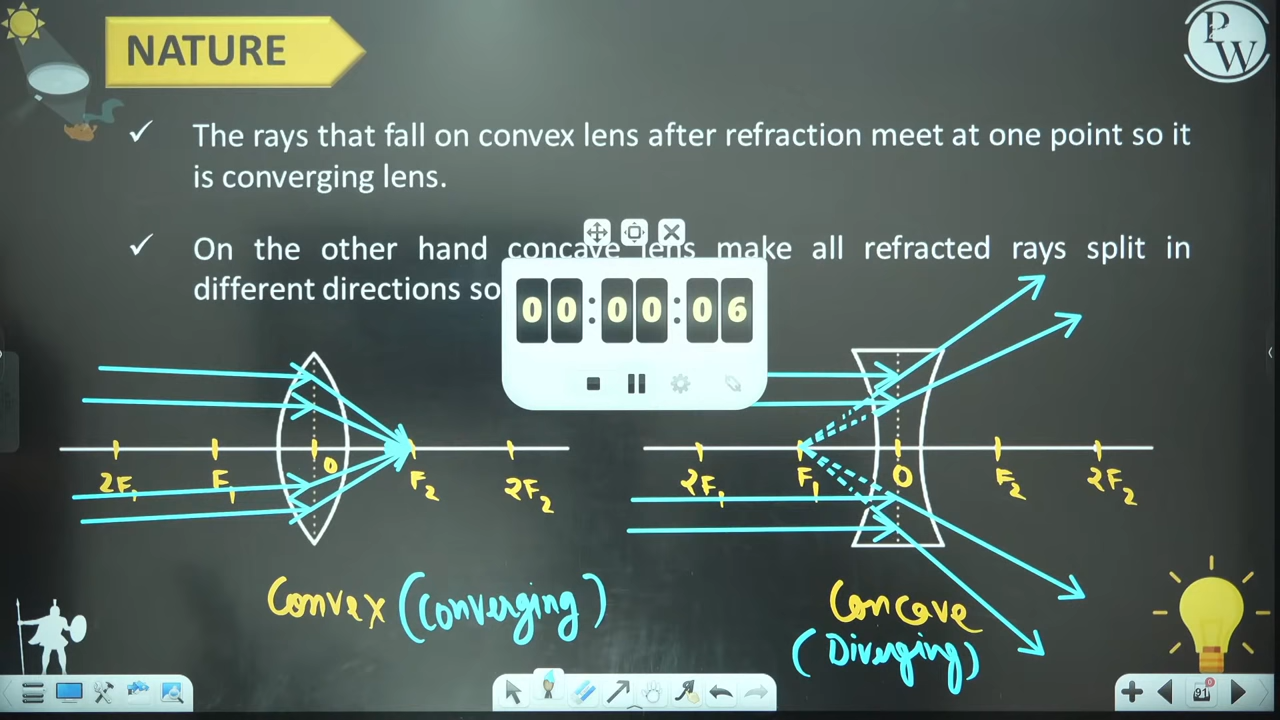 NATURE
PW
✓ The rays that fall on convex lens after refraction meet at one point so it
is converging lens.
✓ On the other hand concave lens make all refracted rays split in
different directions so
00:00:06
2F₁ F₁ O F₂ 2F₂
2F₁ F₁ O F₂ 2F₂
Convex (Converging)
Concave
(Diverging)
91